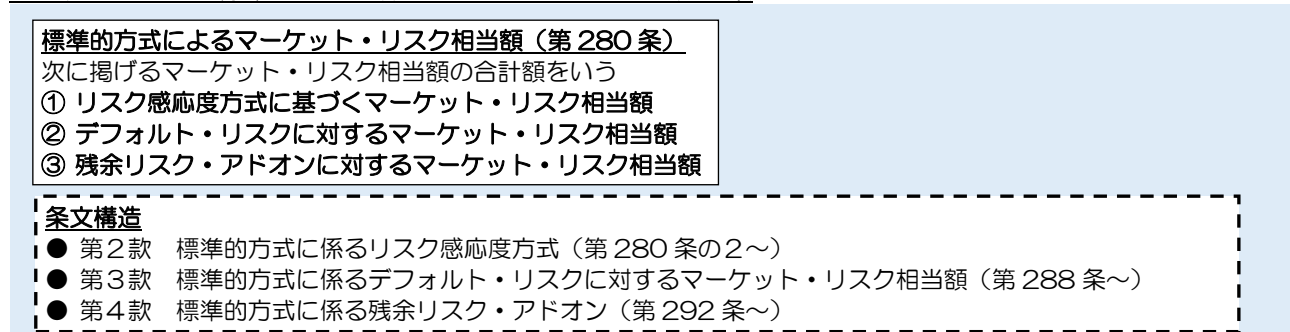 標準的方式によるマーケット・リスク相当額（第 280 条）
次に掲げるマーケット・リスク相当額の合計額をいう
① リスク感応度方式に基づくマーケット・リスク相当額
② デフォルト・リスクに対するマーケット・リスク相当額
③ 残余リスク・アドオンに対するマーケット・リスク相当額
条文構造
● 第２款　標準的方式に係るリスク感応度方式（第 280 条の２～）
● 第３款　標準的方式に係るデフォルト・リスクに対するマーケット・リスク相当額（第 288 条～）
● 第４款　標準的方式に係る残余リスク・アドオン（第 292 条～）